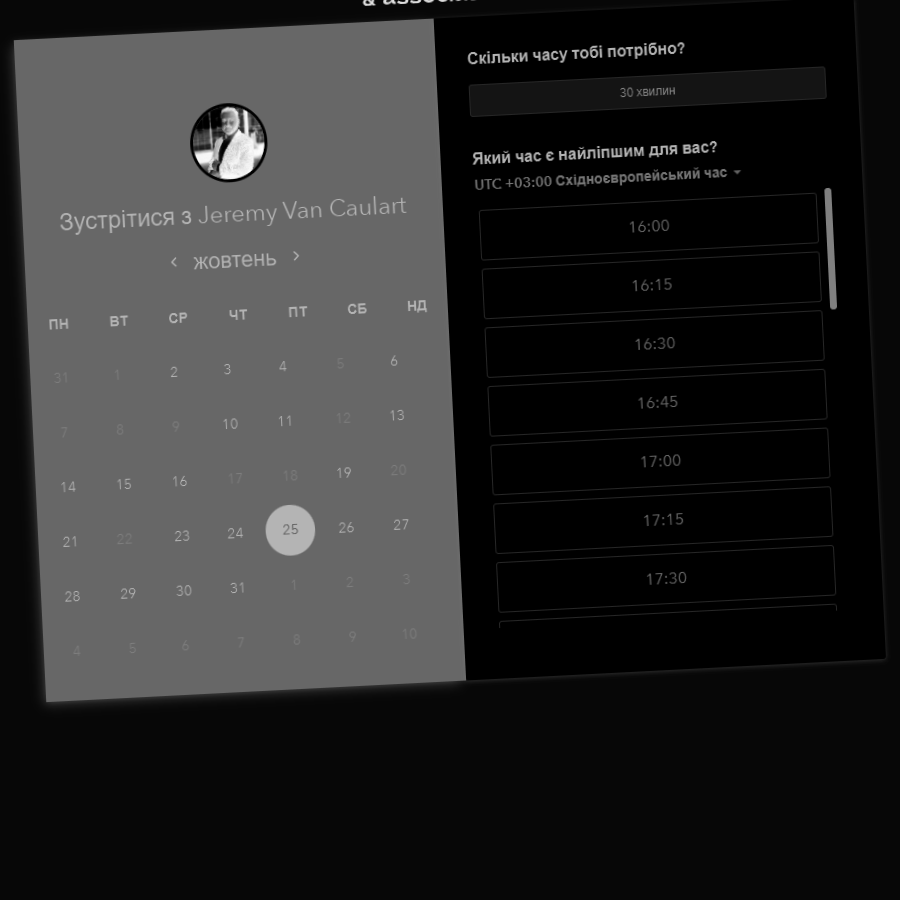 Зустрітися з Jeremy Van Caulart
жовтень
ПН ВТ СР ЧТ ПТ СБ НД
31 1 2 3 4 5 6
7 8 9 10 11 12 13
14 15 16 17 18 19 20
21 22 23 24 25 26 27
28 29 30 31 1 2 3
4 5 6 7 8 9 10
Скільки часу тобі потрібно?
30 хвилин
Який час є найліпшим для вас?
UTC +03:00 Східноєвропейський час
16:00
16:15
16:30
16:45
17:00
17:15
17:30